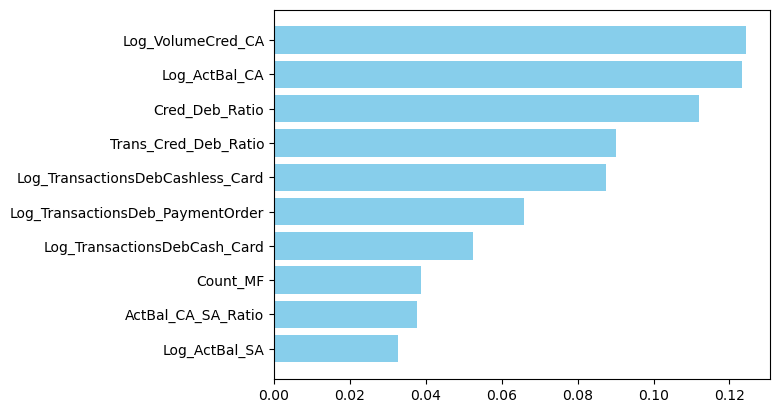 Log_VolumeCred_CA
Log_ActBal_CA
Cred_Deb_Ratio
Trans_Cred_Deb_Ratio
Log_TransactionsDebCashless_Card
Log_TransactionsDeb_PaymentOrder
Log_TransactionsDebCash_Card
Count_MF
ActBal_CA_SA_Ratio
Log_ActBal_SA
0.00 0.02 0.04 0.06 0.08 0.10 0.12